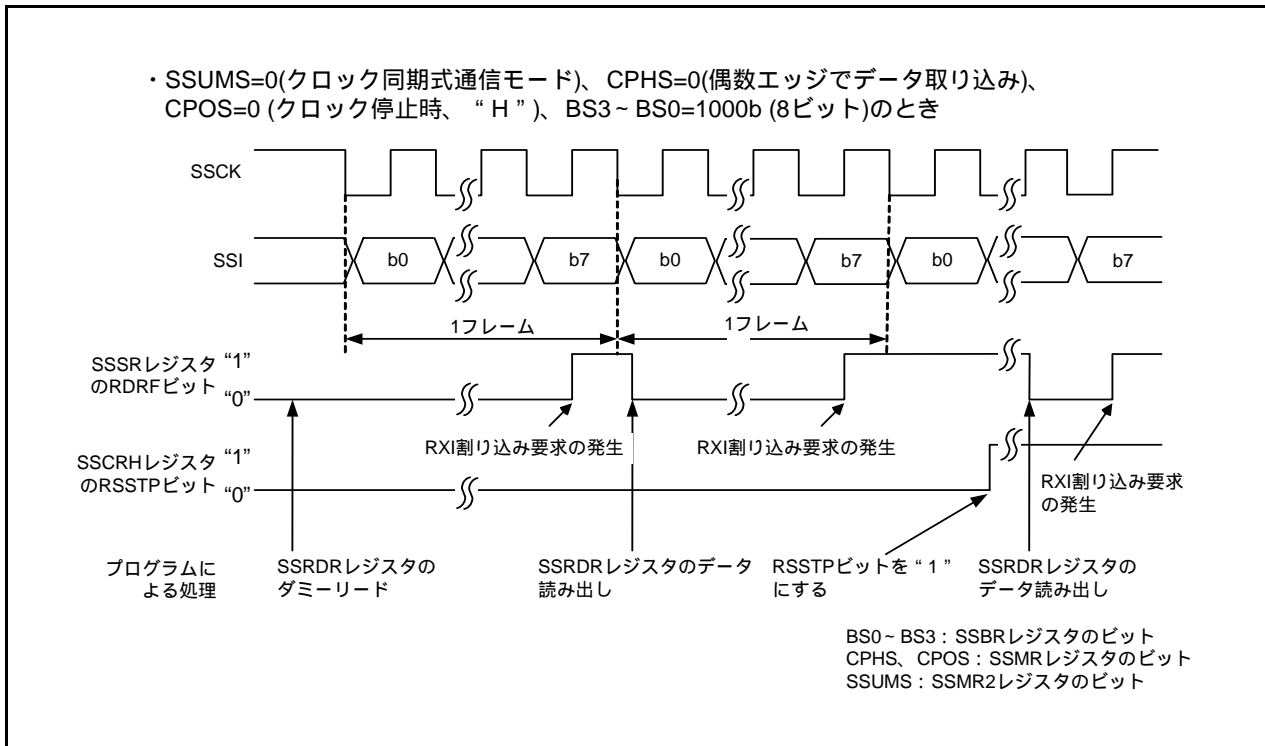 ・SSUMS=0(クロック同期式通信モード)、CPHS=0(偶数エッジでデータ取り込み)、
CPOS=0 (クロック停止時、“H”)、BS3~BS0=1000b (8ビット)のとき
SSCK
SSI
b0
b7
b0
b7
b0
b7
1フレーム
1フレーム
SSSRレジスタ
のRDRFビット
“1”
“0”
RXI割り込み要求の発生
RXI割り込み要求の発生
RXI割り込み要求
の発生
SSCRHレジスタ
のRSSTPビット
“1”
“0”
プログラムに
よる処理
SSRDRレジスタの
ダミーリード
SSRDRレジスタのデータ
読み出し
RSSTPビットを“1”
にする
SSRDRレジスタの
データ読み出し
BS0~BS3:SSBRレジスタのビット
CPHS、CPOS:SSMRレジスタのビット
SSUMS:SSMR2レジスタのビット